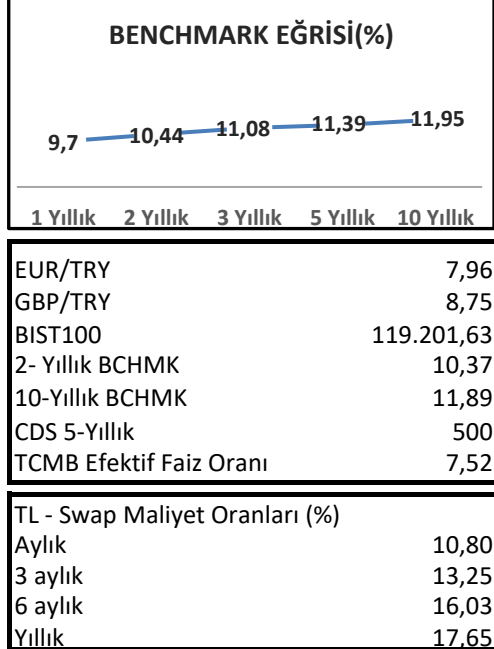 BENCHMARK EĞRİSİ(%)
9,7 10,44 11,08 11,39 11,95
1 Yıllık 2 Yıllık 3 Yıllık 5 Yıllık 10 Yıllık
EUR/TRY 7,96
GBP/TRY 8,75
BIST100 119.201,63
2- Yıllık BCHMK 10,37
10-Yıllık BCHMK 11,89
CDS 5-Yıllık 500
TCMB Efektif Faiz Oranı 7,52
TL - Swap Maliyet Oranları (%)
Aylık 10,80
3 aylık 13,25
6 aylık 16,03
Yıllık 17,65